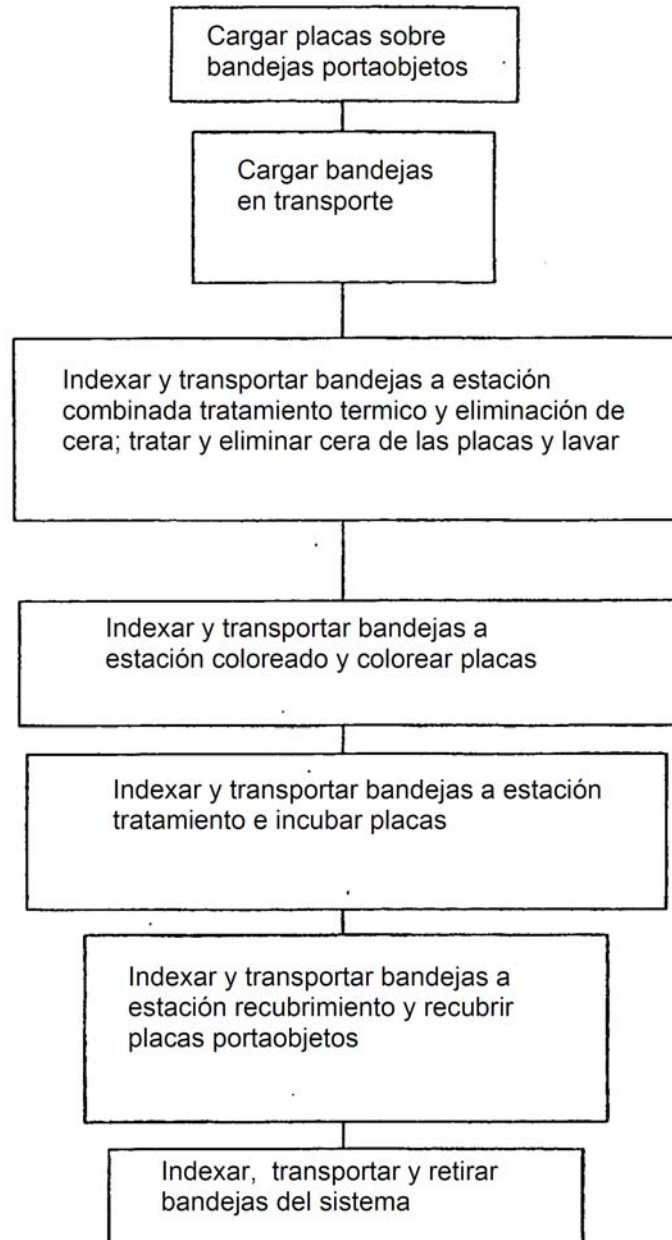 Cargar placas sobre
bandejas portaobjetos
Cargar bandejas
en transporte
Indexar y transportar bandejas a estación
combinada tratamiento termico y eliminación de
cera; tratar y eliminar cera de las placas y lavar
Indexar y transportar bandejas a
estación coloreado y colorear placas
Indexar y transportar bandejas a estación
tratamiento e incubar placas
Indexar y transportar bandejas a
estación recubrimiento y recubrir
placas portaobjetos
Indexar, transportar y retirar
bandejas del sistema